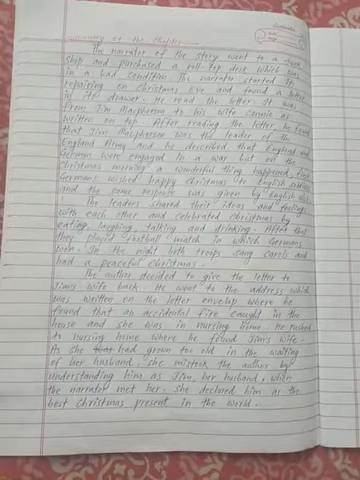 Summary of the Chapter
The narrator of the story went to a junk
shop and purchased a roll-top desk which was
in a bad condition. The narrator started its
repairing on Christmas Eve and found a letter
in its drawer. He read the letter. It was
from Jim Macpherson to his wife Connie as
written on top. After reading the letter, he found
that Jim Macpherson was the leader of the
England Army and he described that England and
Germans were engaged in a war but on the
Christmas morning a wonderful thing happened, first
Germans wished happy christmas to English
and the same response was given by English also.
The leaders shared their ideas and feelings
with each other and celebrated christmas by
eating, laughing, talking and drinking. After that
they played football match in which Germans
won. In the night both troops sang carols and
had a peaceful christmas.
The author decided to give the letter to
Jim's wife back. He went to the address which
was written on the letter envelop where he
found that an accidental fire caught in the
house and she was in nursing home. He rushed
to nursing home where he found Jim's wife.
As she had grown too old in the waiting
of her husband, she mistook the author by
understanding him as Jim, her husband, when
the narrator met her. She declared him as the
best Christmas present in the world.